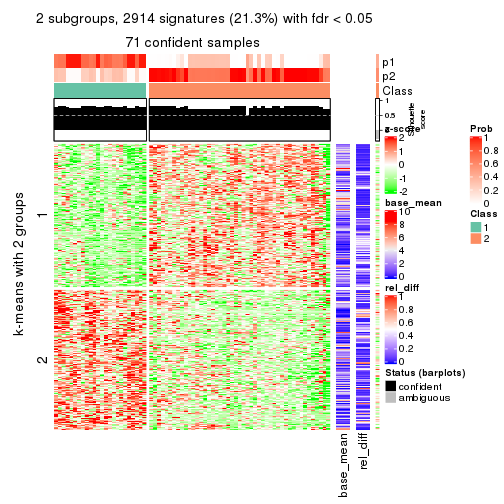 2 subgroups, 2914 signatures (21.3%) with fdr < 0.05
71 confident samples
p1
p2
Class
1
0.5
0
Silhouette
score
k-means with 2 groups
1
2
base_mean
rel_diff
z-score
2
1
0
-1
-2
base_mean
10
8
6
4
2
0
rel_diff
1
0.8
0.6
0.4
0.2
0
Status (barplots)
confident
ambiguous
Prob
1
0.8
0.6
0.4
0.2
0
Class
1
2